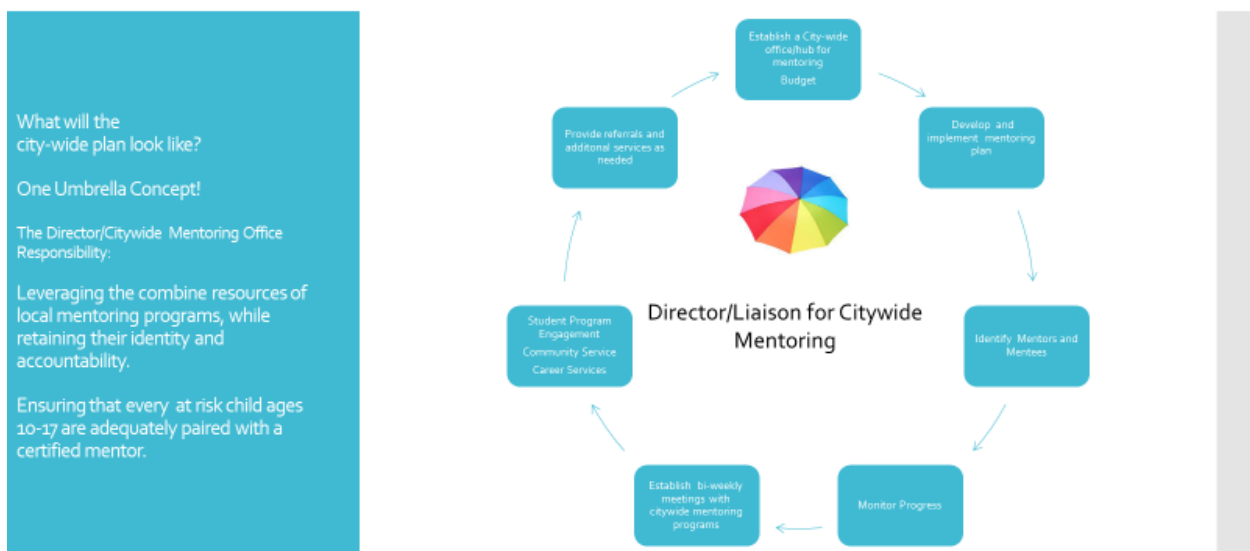 What will the
city-wide plan look like?
One Umbrella Concept!
The Director/Citywide Mentoring Office
Responsibility:
Leveraging the combine resources of
local mentoring programs, while
retaining their identity and
accountability.
Ensuring that every at risk child ages
10-17 are adequately paired with a
certified mentor.
Establish a City-wide
office/hub for
mentoring
Budget
Develop and
implement mentoring
plan
Identify Mentors and
Mentees
Monitor Progress
Establish bi-weekly
meetings with
citywide mentoring
programs
Student Program
Engagement
Community Service
Career Services
Provide referrals and
additonal services as
needed
Director/Liaison for Citywide
Mentoring